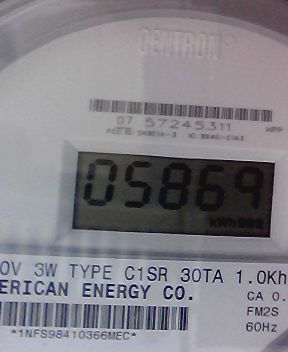 CENTRON®
07 57245311 WPP
05869
0V 3W TYPE C1SR 30TA 1.0Kh
ERICAN ENERGY CO.
CA 0.
FM2S
60Hz
*1NFS98410366MEC*